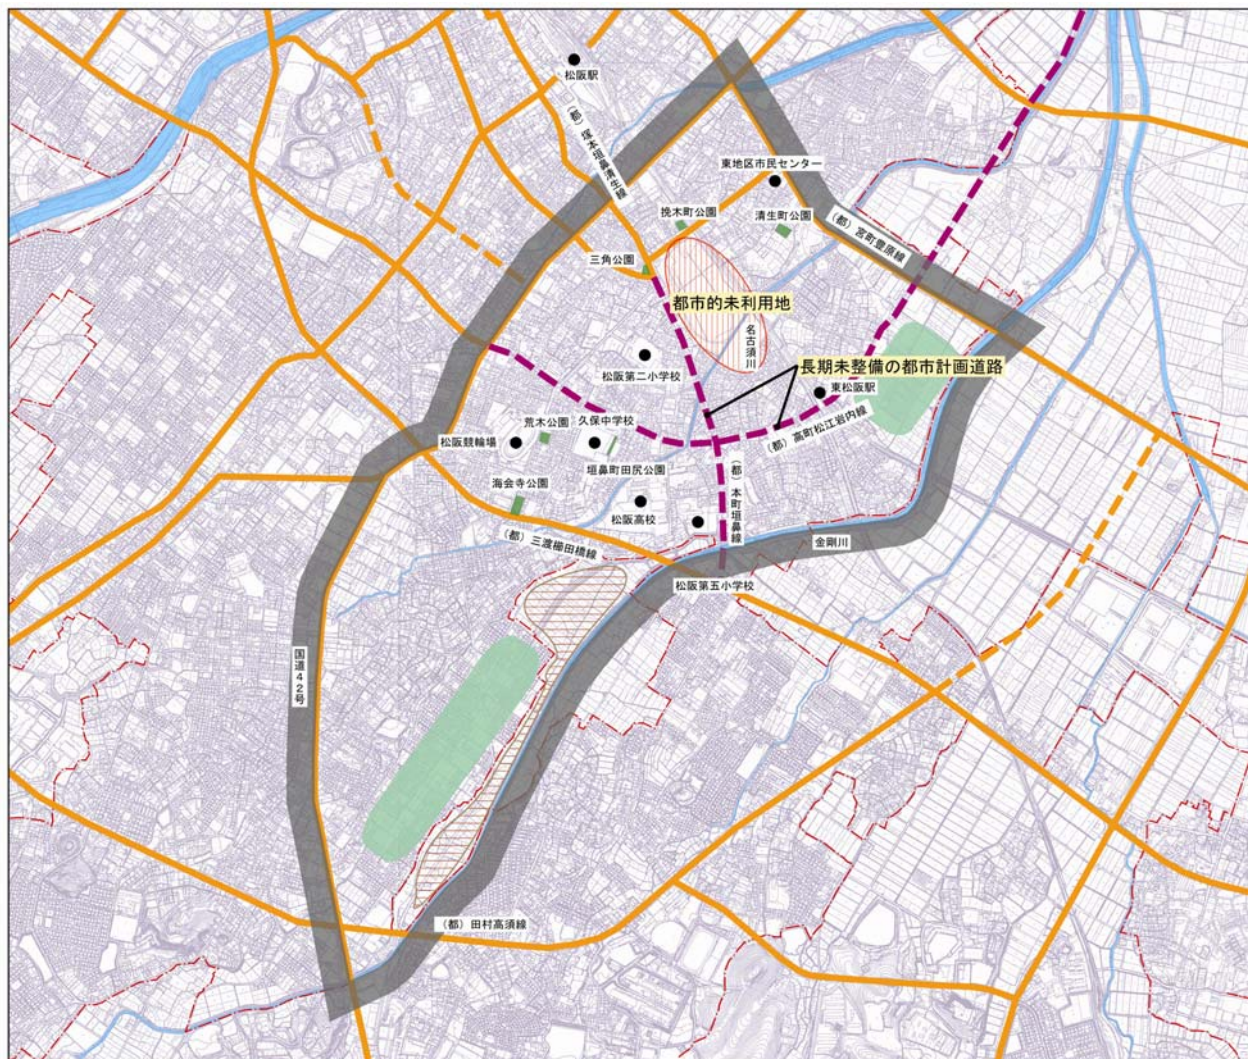 松阪駅
(都)塚本垣鼻清生線
東地区市民センター
挽木町公園
清生町公園
(都)宮町豊原線
三角公園
都市的未利用地
名古須川
松阪第二小学校
長期未整備の都市計画道路
東松阪駅
(都)高町松江岩内線
荒木公園
久保中学校
松阪競輪場
垣鼻町田尻公園
海会寺公園
(都)本町垣鼻線
松阪高校
(都)三渡櫛田橋線
金剛川
松阪第五小学校
国道42号
(都)田村高須線